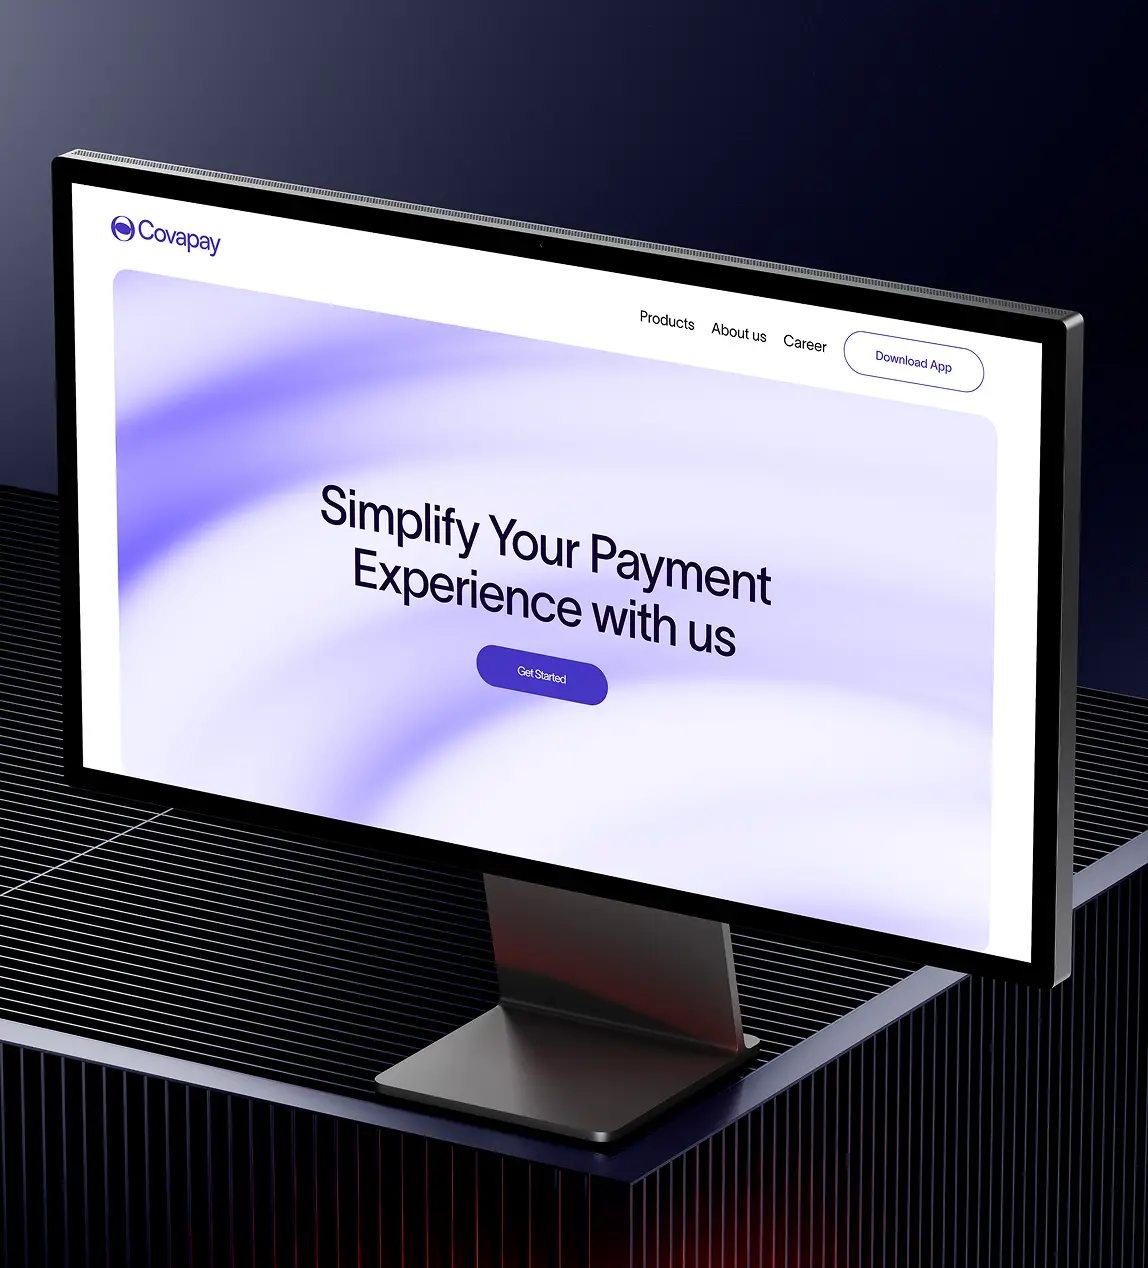 Covapay
Products
About us
Career
Download App
Simplify Your Payment
Experience with us
Get Started